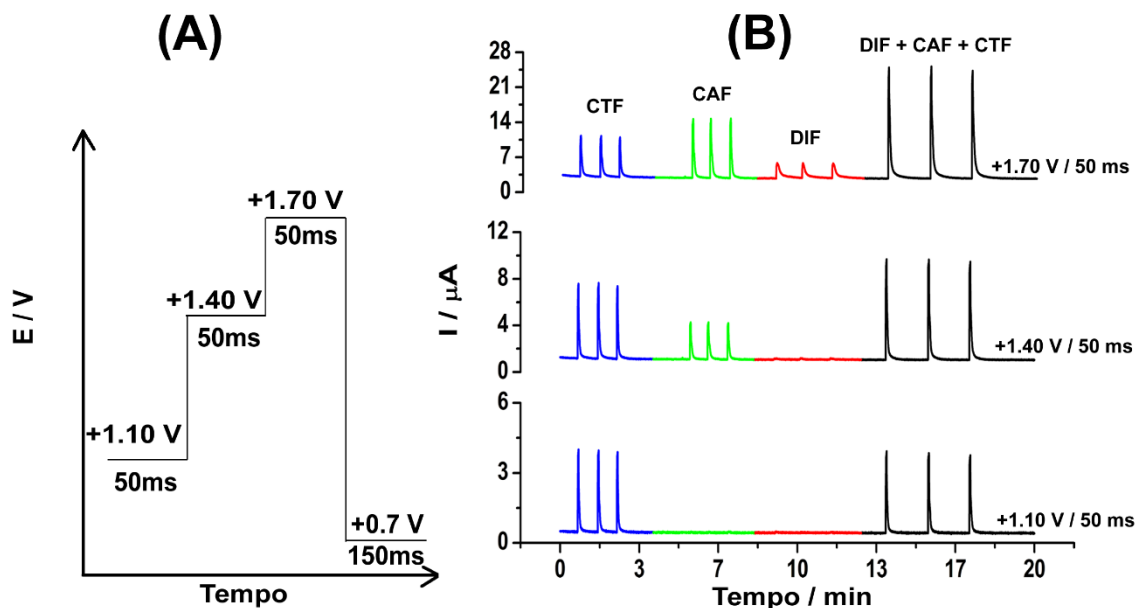 (A)
E / V
+1.70 V
50ms
+1.40 V
50ms
+1.10 V
50ms
+0.7 V
150ms
Tempo
(B)
I / µA
28
21
14
7
0
CTF
CAF
DIF
DIF + CAF + CTF
+1.70 V / 50 ms
12
8
4
0
+1.40 V / 50 ms
6
3
0
+1.10 V / 50 ms
0 3 7 10 13 17 20
Tempo / min